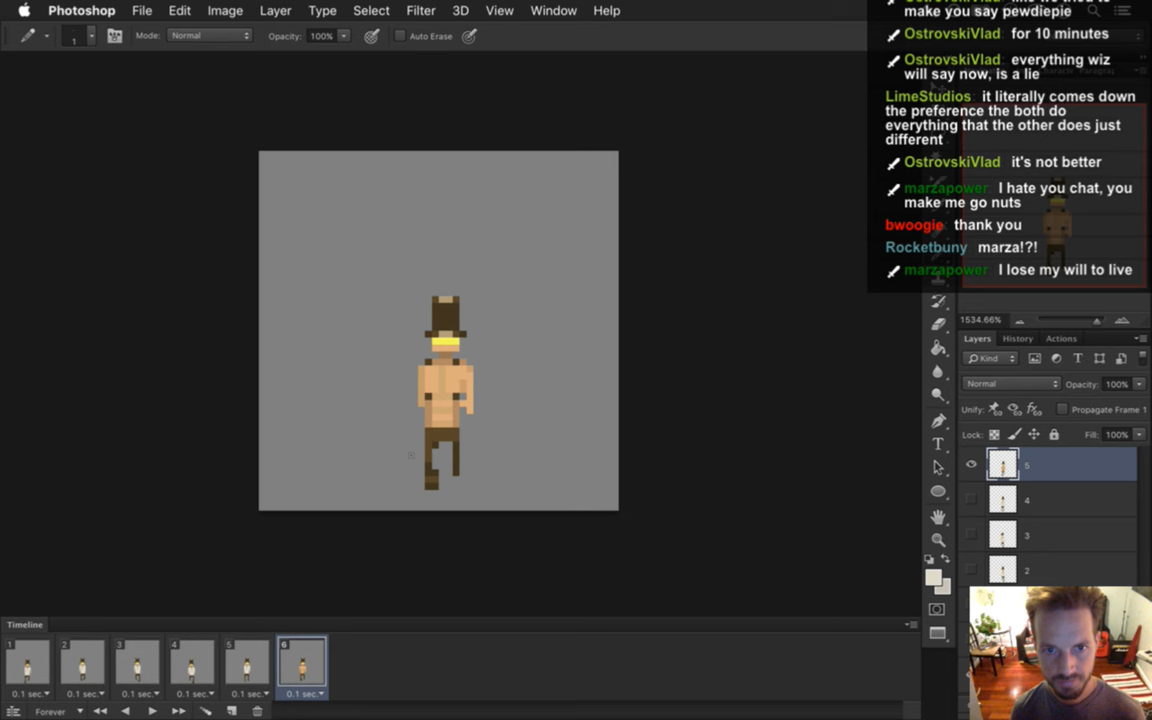 Photoshop File Edit Image Layer Type Select Filter 3D View Window Help
make you say pewdiepie
OstrovskiVlad for 10 minutes
OstrovskiVlad everything wiz
will say now, is a lie
LimeStudios it literally comes down
the preference the both do
everything that the other does just
different
OstrovskiVlad it's not better
marzapower I hate you chat, you
make me go nuts
bwoogie thank you
Rocketbuny marza!?!
marzapower I lose my will to live
1 Mode: Normal Opacity: 100% Auto Erase
1534.66%
Layers History Actions
Kind
Normal Opacity: 100%
Unify: Propagate Frame 1
Lock: Fill: 100%
5
4
3
2
Timeline
1 2 3 4 5 6
0.1 sec. 0.1 sec. 0.1 sec. 0.1 sec. 0.1 sec. 0.1 sec.
Forever